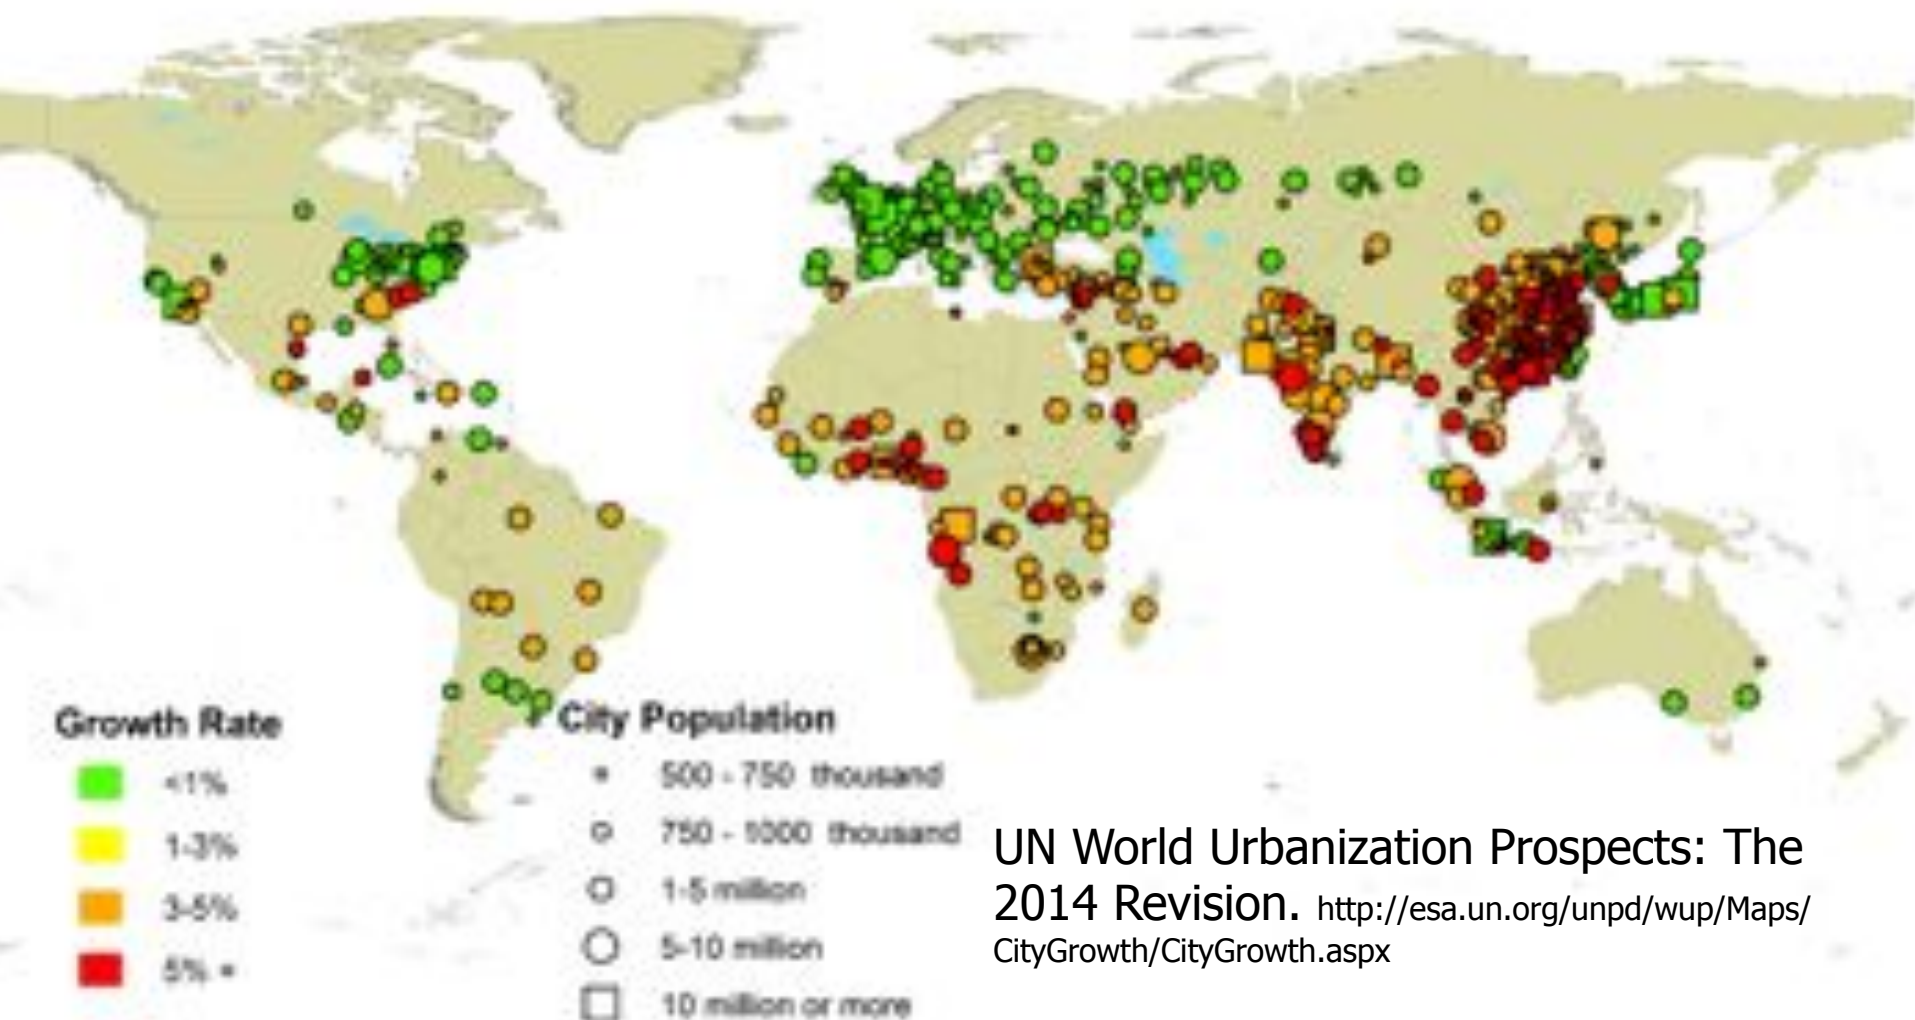 Growth Rate
<1%
1-3%
3-5%
5% +
City Population
500 - 750 thousand
750 - 1000 thousand
1-5 million
5-10 million
10 million or more
UN World Urbanization Prospects: The
2014 Revision. http://esa.un.org/unpd/wup/Maps/
CityGrowth/CityGrowth.aspx